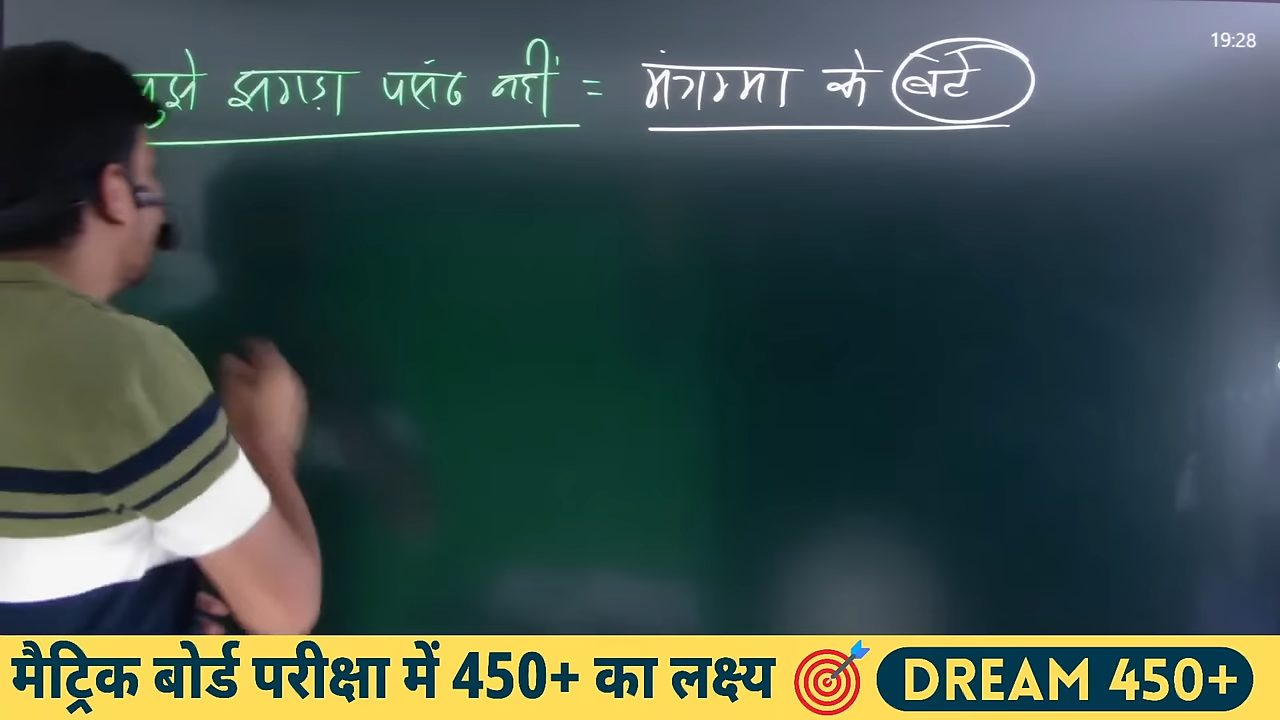 मुझे झगड़ा पसंद नहीं = मंगम्मा के बेटे
19:28
मैट्रिक बोर्ड परीक्षा में 450+ का लक्ष्य DREAM 450+